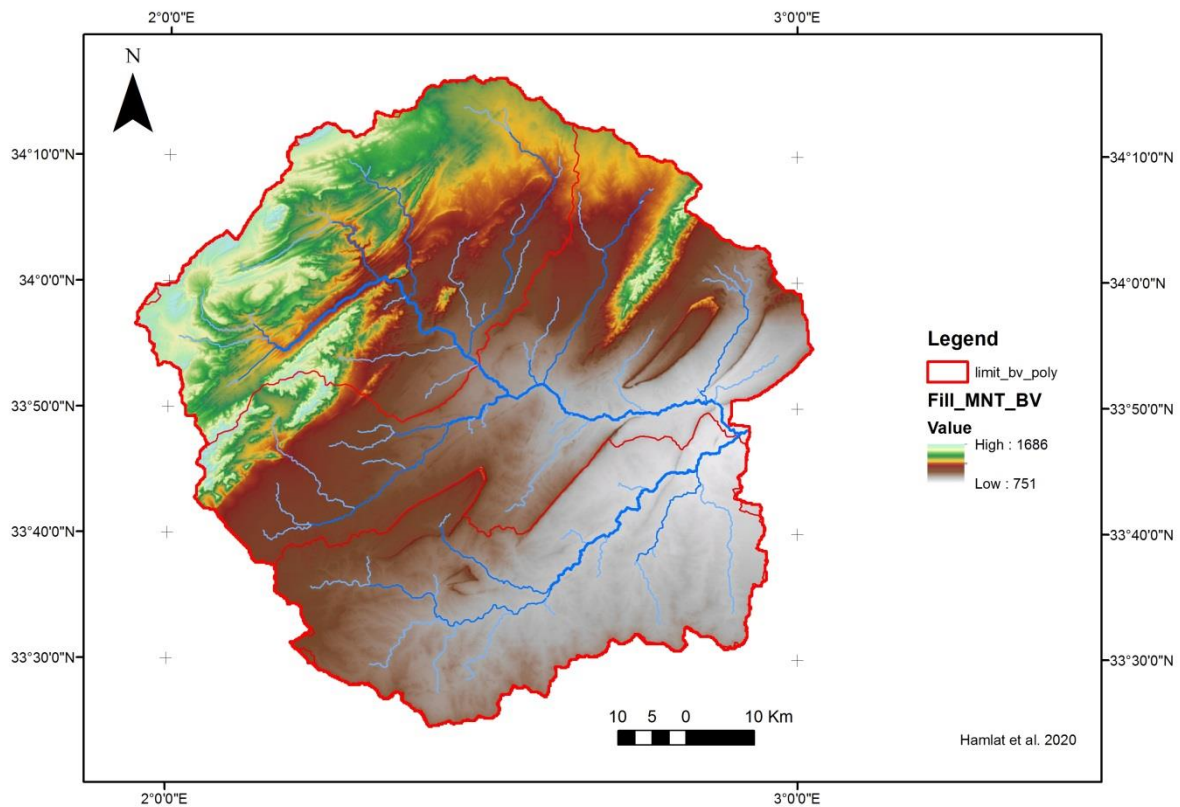 2°0'0"E 3°0'0"E
N
34°10'0"N 34°10'0"N
34°0'0"N 34°0'0"N
33°50'0"N 33°50'0"N
33°40'0"N 33°40'0"N
33°30'0"N 33°30'0"N
Legend
limit_bv_poly
Fill_MNT_BV
Value
High : 1686
Low : 751
10 5 0 10 Km
Hamlat et al. 2020
2°0'0"E 3°0'0"E